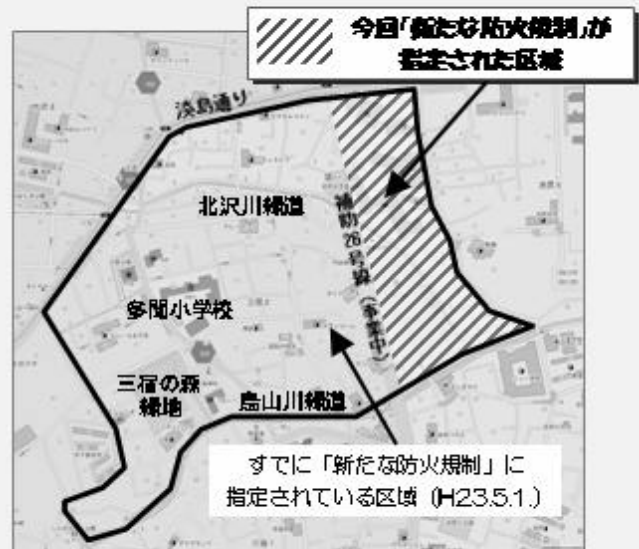 今回「新たな防火規制」が
指定された区域
淡島通り
北沢川緑道
補助26号線（事業中）
多聞小学校
三宿の森
緑地
烏山川緑道
すでに「新たな防火規制」に
指定されている区域（H23.5.1.）